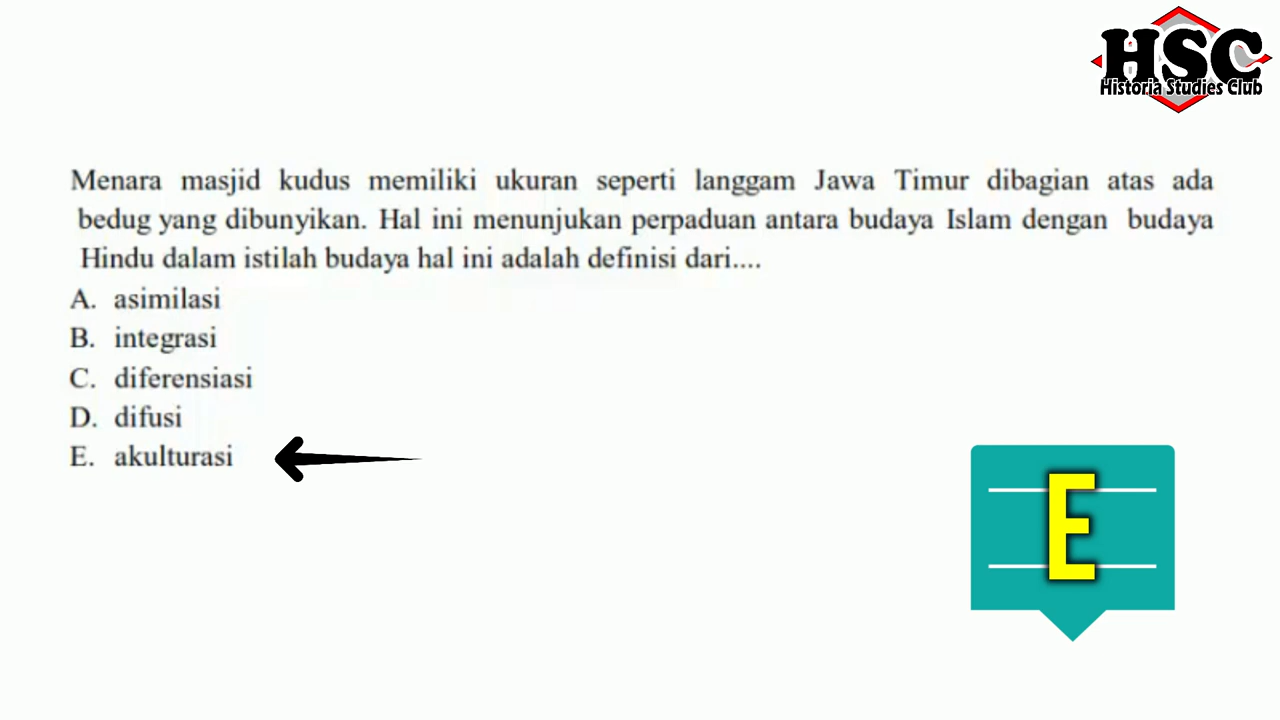 HSC
Historia Studies Club
Menara masjid kudus memiliki ukuran seperti langgam Jawa Timur dibagian atas ada
bedug yang dibunyikan. Hal ini menunjukan perpaduan antara budaya Islam dengan budaya
Hindu dalam istilah budaya hal ini adalah definisi dari....
A. asimilasi
B. integrasi
C. diferensiasi
D. difusi
E. akulturasi
E